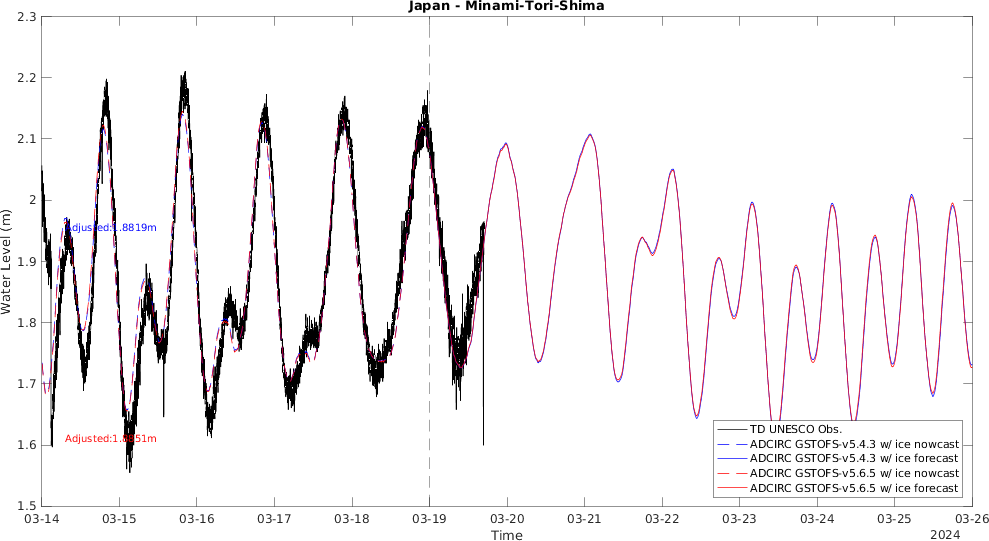 Japan - Minami-Tori-Shima
2.3
2.2
2.1
2
1.9
1.8
1.7
1.6
1.5
Water Level (m)
Adjusted:1.8819m
TD UNESCO Obs.
ADCIRC GSTOFS-v5.4.3 w/ ice nowcast
ADCIRC GSTOFS-v5.4.3 w/ ice forecast
ADCIRC GSTOFS-v5.6.5 w/ ice nowcast
ADCIRC GSTOFS-v5.6.5 w/ ice forecast
03-14 03-15 03-16 03-17 03-18 03-19 03-20 03-21 03-22 03-23 03-24 03-25 03-26
Time
2024